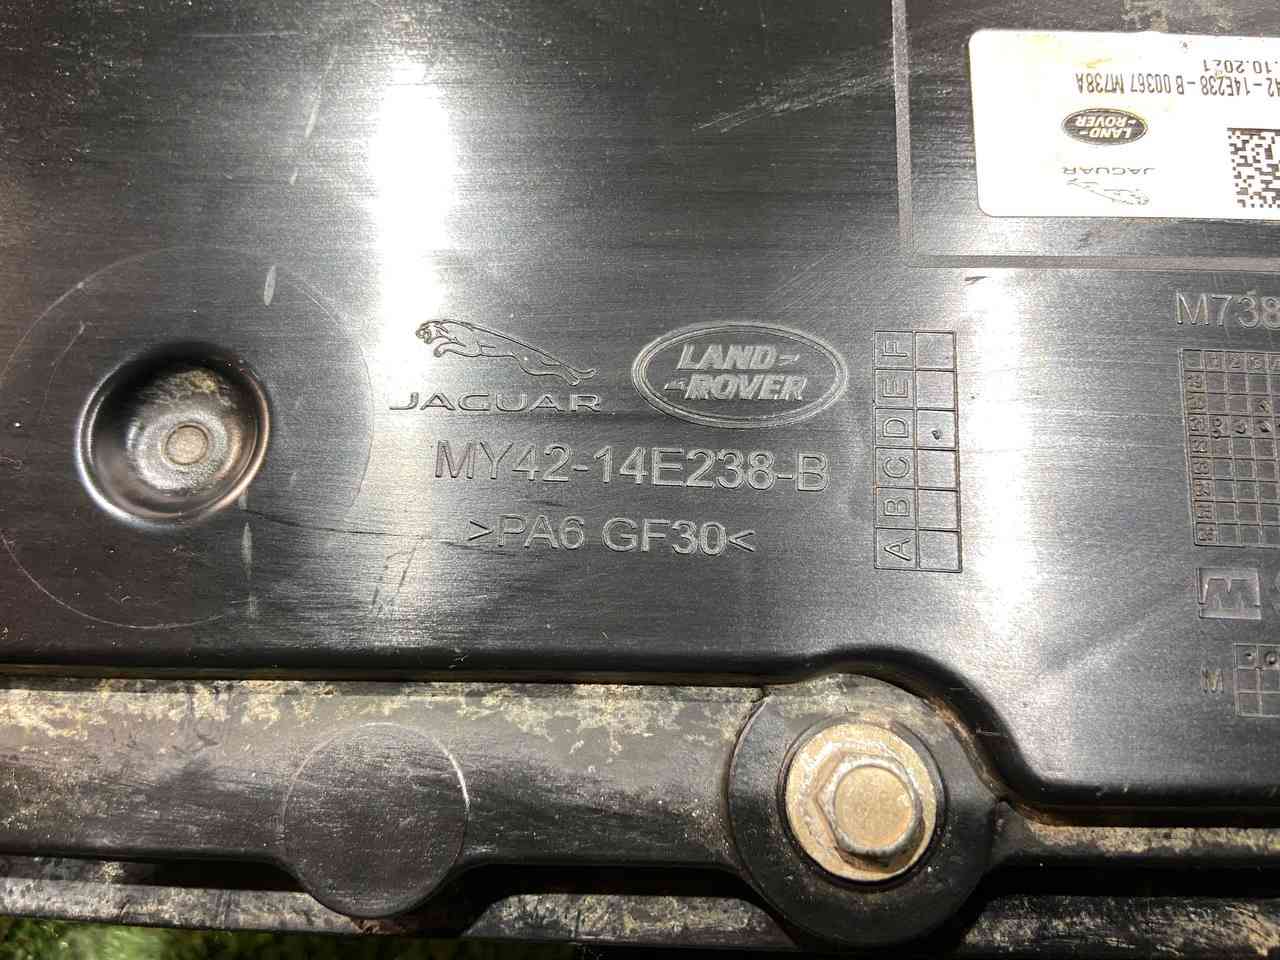 42-14E238-B 00367 M738A
.10.2021
LAND-
-ROVER
JAGUAR
M738
JAGUAR
LAND-
-ROVER
MY42-14E238-B
>PA6 GF30<
F
E
D
C
B
A
M